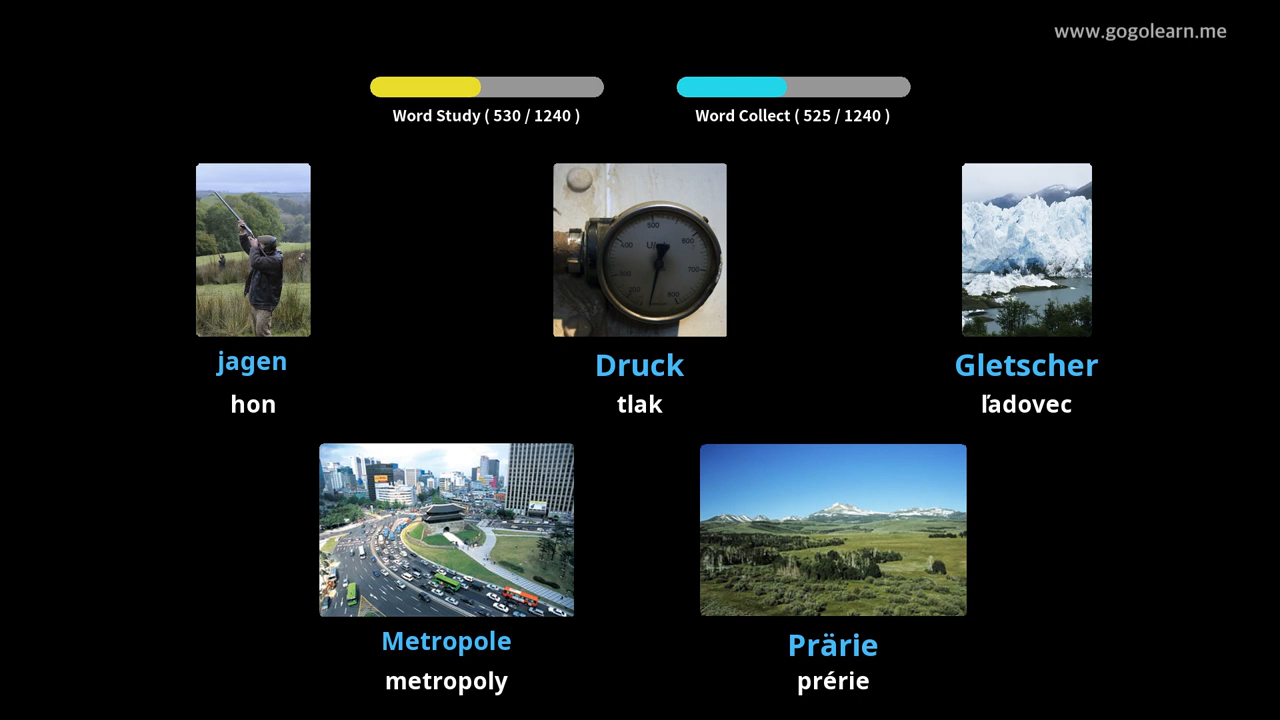 www.gogolearn.me
Word Study ( 530 / 1240 )
Word Collect ( 525 / 1240 )
jagen
hon
Druck
tlak
Gletscher
ľadovec
Metropole
metropoly
Prärie
prérie